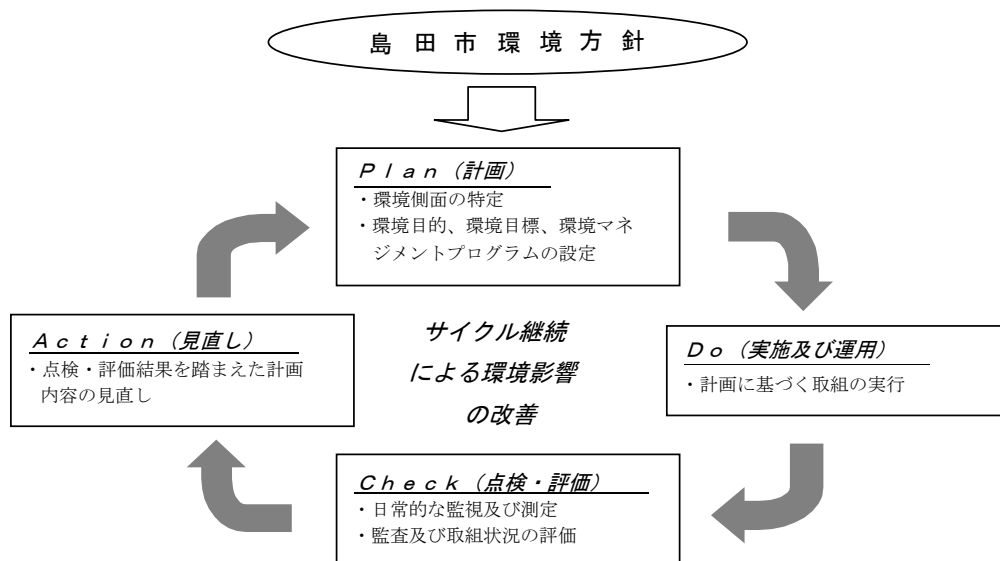 島田市環境方針
Plan(計画)
・環境側面の特定
・環境目的、環境目標、環境マネ
ジメントプログラムの設定
Action(見直し)
・点検・評価結果を踏まえた計画
内容の見直し
サイクル継続
による環境影響
の改善
Do(実施及び運用)
・計画に基づく取組の実行
Check(点検・評価)
・日常的な監視及び測定
・監査及び取組状況の評価